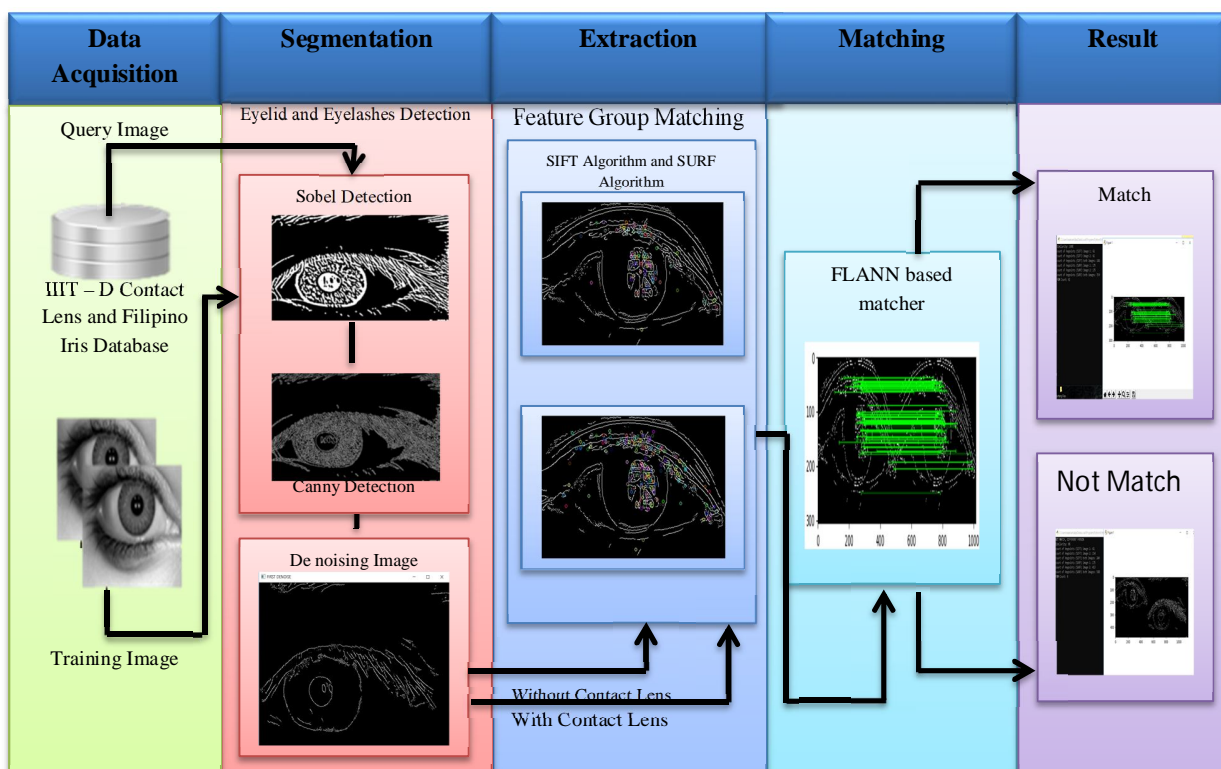 Data
Acquisition
Segmentation
Extraction
Matching
Result
Query Image
IIIT – D Contact
Lens and Filipino
Iris Database
Training Image
Eyelid and Eyelashes Detection
Sobel Detection
Canny Detection
De noising Image
FIRST DENOISE
Feature Group Matching
SIFT Algorithm and SURF
Algorithm
Without Contact Lens
With Contact Lens
FLANN based
matcher
0
100
200
300
0 200 400 600 800 1000
Match
Not Match